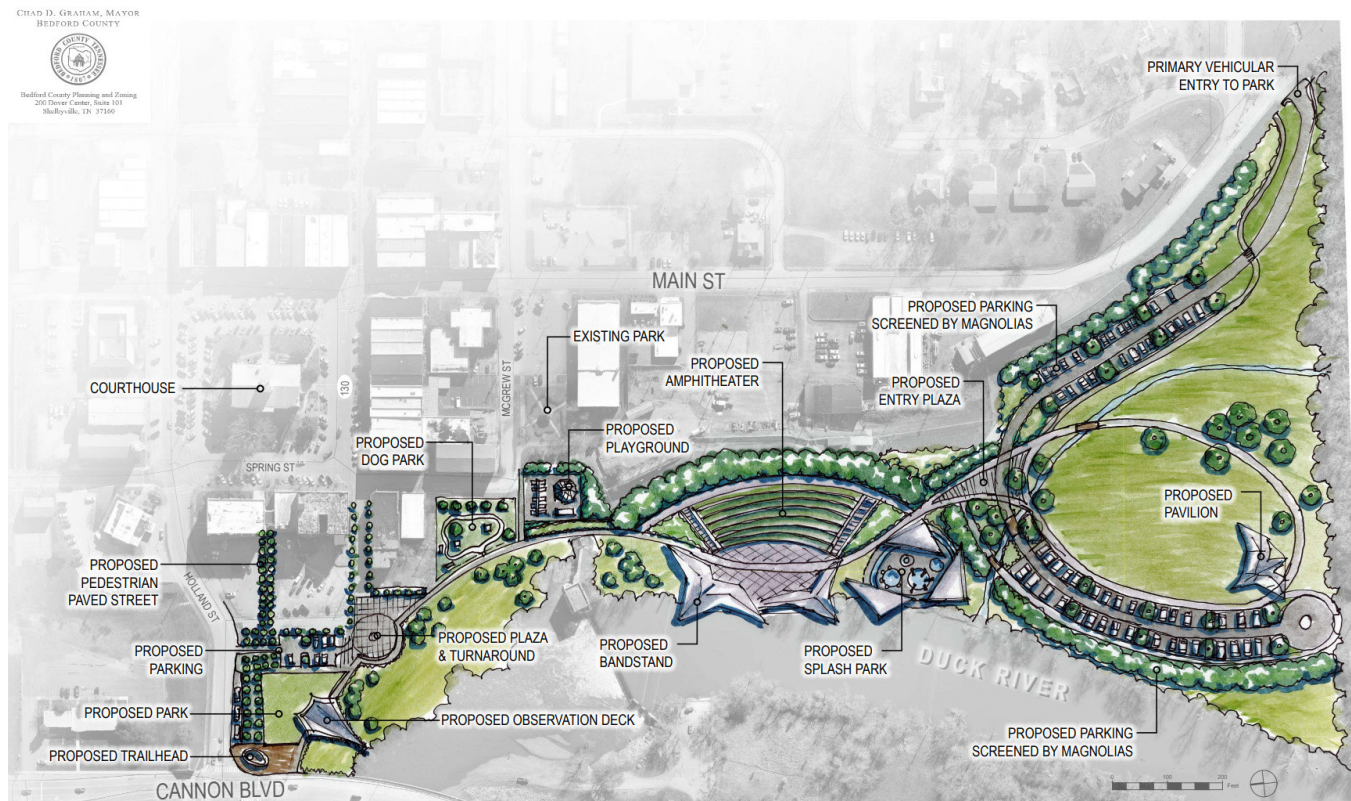 CHAD D. GRAHAM, MAYOR
BEDFORD COUNTY
BEDFORD COUNTY TENNESSEE
1807
Bedford County Planning and Zoning
200 Dover Center, Suite 101
Shelbyville, TN 37160
PRIMARY VEHICULAR
ENTRY TO PARK
MAIN ST
PROPOSED PARKING
SCREENED BY MAGNOLIAS
EXISTING PARK
COURTHOUSE
130
MCGREW ST
PROPOSED
AMPHITHEATER
PROPOSED
ENTRY PLAZA
PROPOSED
DOG PARK
PROPOSED
PLAYGROUND
SPRING ST
PROPOSED
PAVILION
PROPOSED
PEDESTRIAN
PAVED STREET
HOLLAND ST
PROPOSED
PARKING
PROPOSED PLAZA
& TURNAROUND
PROPOSED
BANDSTAND
PROPOSED
SPLASH PARK
DUCK RIVER
PROPOSED PARK
PROPOSED OBSERVATION DECK
PROPOSED PARKING
SCREENED BY MAGNOLIAS
PROPOSED TRAILHEAD
CANNON BLVD
0 100 200
Feet